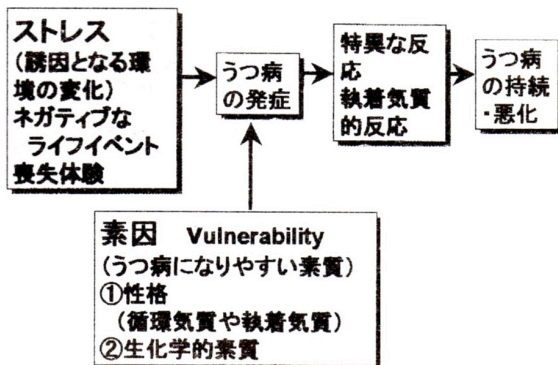 ストレス
(誘因となる環
境の変化)
ネガティブな
ライフイベント
喪失体験
うつ病
の発症
特異な反
応
執着気質
的反応
うつ病
の持続
・悪化
素因 Vulnerability
(うつ病になりやすい素質)
①性格
(循環気質や執着気質)
②生化学的素質